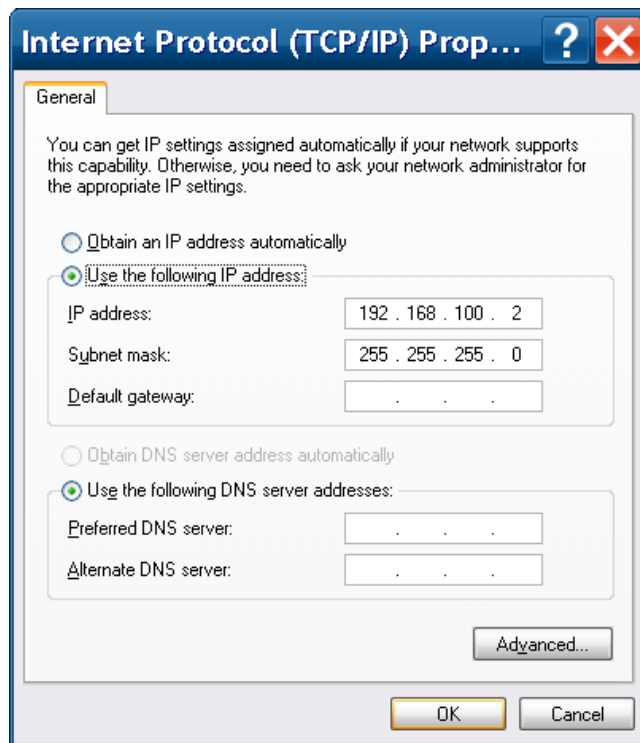 Internet Protocol (TCP/IP) Prop...
General
You can get IP settings assigned automatically if your network supports
this capability. Otherwise, you need to ask your network administrator for
the appropriate IP settings.
Obtain an IP address automatically
Use the following IP address:
IP address: 192 . 168 . 100 . 2
Subnet mask: 255 . 255 . 255 . 0
Default gateway: . . .
Obtain DNS server address automatically
Use the following DNS server addresses:
Preferred DNS server: . . .
Alternate DNS server: . . .
Advanced...
OK Cancel